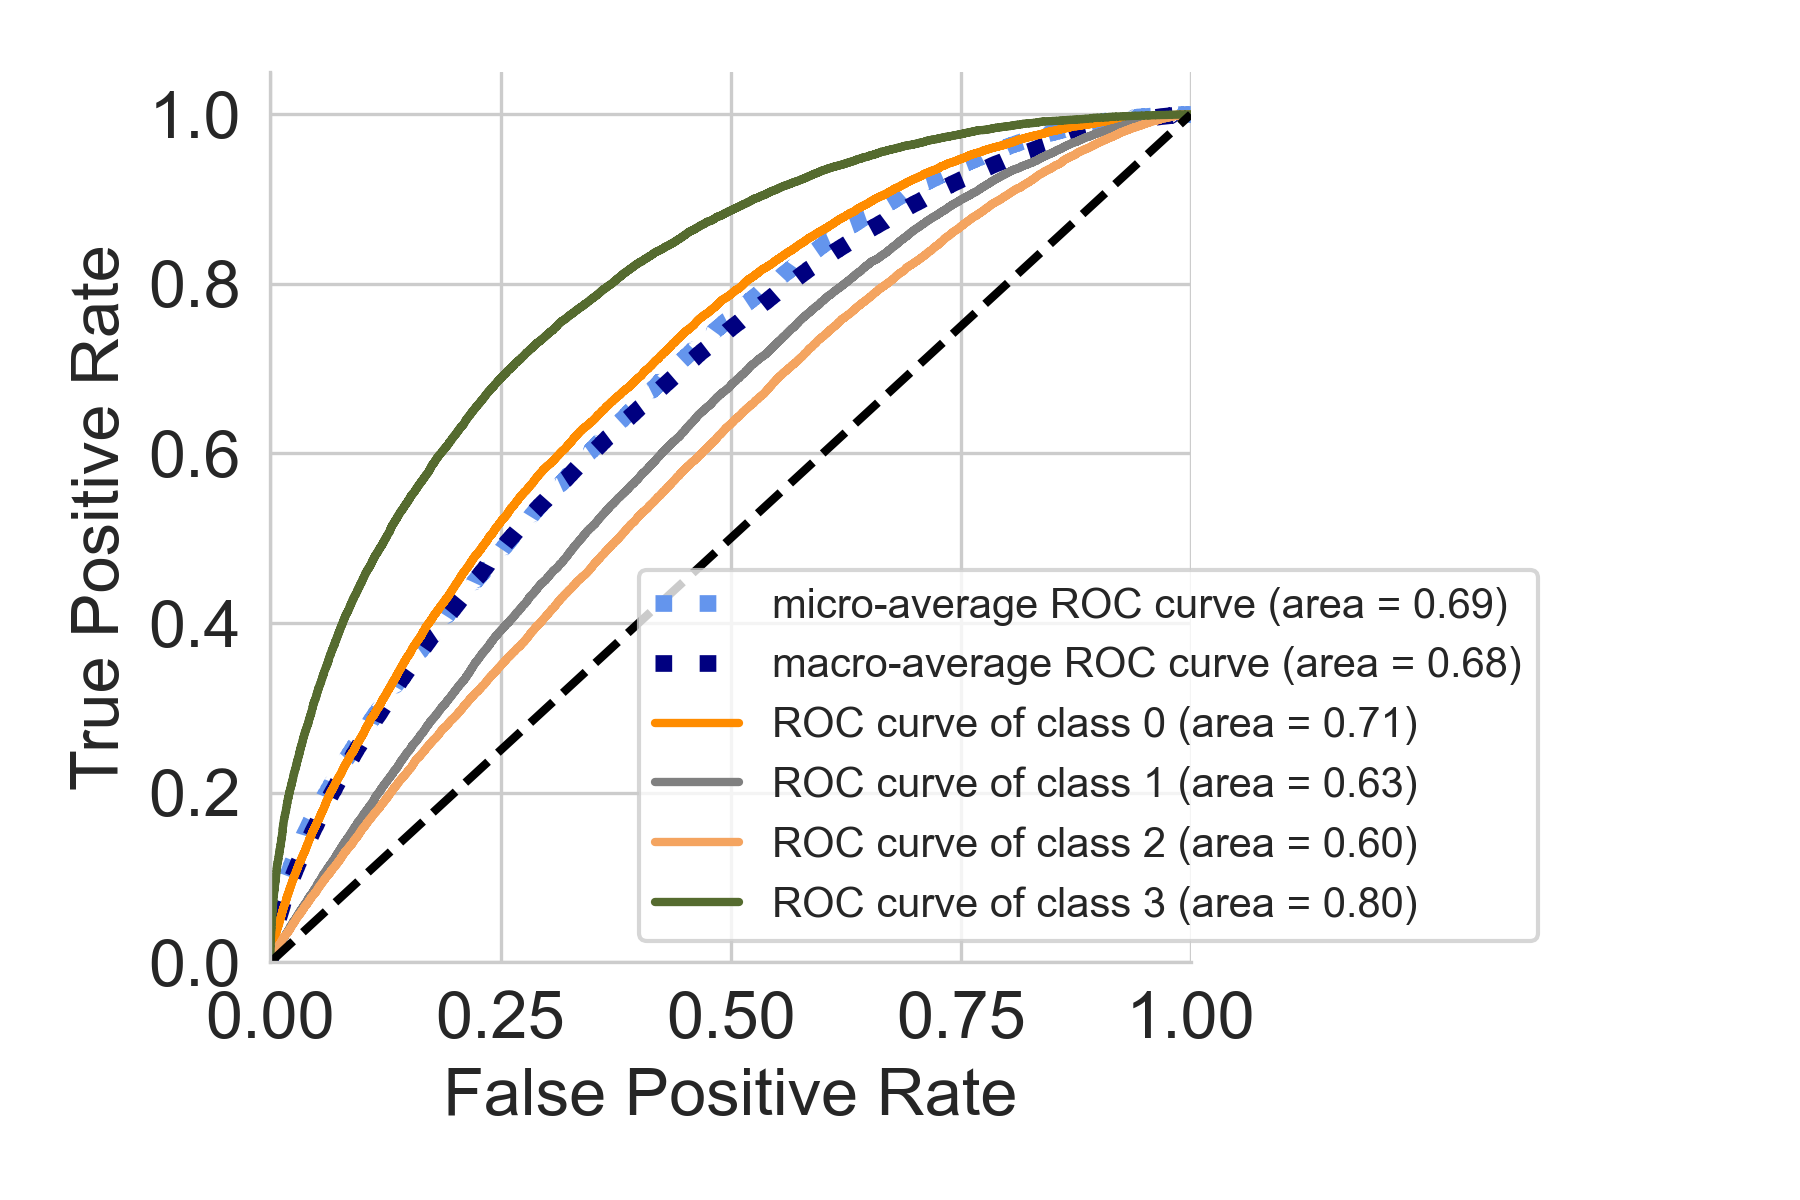 True Positive Rate
1.0
0.8
0.6
0.4
0.2
0.0
0.00 0.25 0.50 0.75 1.00
False Positive Rate
micro-average ROC curve (area = 0.69)
macro-average ROC curve (area = 0.68)
ROC curve of class 0 (area = 0.71)
ROC curve of class 1 (area = 0.63)
ROC curve of class 2 (area = 0.60)
ROC curve of class 3 (area = 0.80)